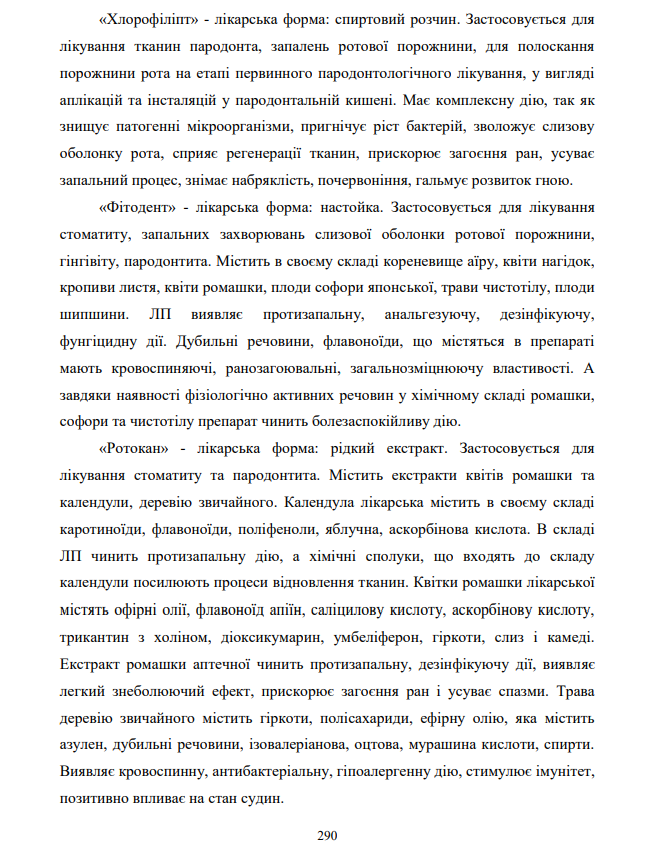 «Хлорофіліпт» - лікарська форма: спиртовий розчин. Застосовується для
лікування тканин пародонта, запалень ротової порожнини, для полоскання
порожнини рота на етапі первинного пародонтологічного лікування, у вигляді
аплікацій та інсталяцій у пародонтальній кишені. Має комплексну дію, так як
знищує патогенні мікроорганізми, пригнічує ріст бактерій, зволожує слизову
оболонку рота, сприяє регенерації тканин, прискорює загоєння ран, усуває
запальний процес, знімає набряклість, почервоніння, гальмує розвиток гною.
«Фітодент» - лікарська форма: настойка. Застосовується для лікування
стоматиту, запальних захворювань слизової оболонки ротової порожнини,
гінгівіту, пародонтита. Містить в своєму складі кореневище аїру, квіти нагідок,
кропиви листя, квіти ромашки, плоди софори японської, трави чистотілу, плоди
шипшини. ЛП виявляє протизапальну, анальгезуючу, дезінфікуючу,
фунгіцидну дії. Дубильні речовини, флавоноїди, що містяться в препараті
мають кровоспиняючі, ранозагоювальні, загальнозміцнюючу властивості. А
завдяки наявності фізіологічно активних речовин у хімічному складі ромашки,
софори та чистотілу препарат чинить болезаспокійливу дію.
«Ротокан» - лікарська форма: рідкий екстракт. Застосовується для
лікування стоматиту та пародонтита. Містить екстракти квітів ромашки та
календули, деревію звичайного. Календула лікарська містить в своєму складі
каротиноїди, флавоноїди, поліфеноли, яблучна, аскорбінова кислота. В складі
ЛП чинить протизапальну дію, а хімічні сполуки, що входять до складу
календули посилюють процеси відновлення тканин. Квітки ромашки лікарської
містять офірні олії, флавоноїд апіїн, саліцилову кислоту, аскорбінову кислоту,
трикантин з холіном, діоксикумарин, умбеліферон, гіркоти, слиз і камеді.
Екстракт ромашки аптечної чинить протизапальну, дезінфікуючу дії, виявляє
легкий знеболюючий ефект, прискорює загоєння ран і усуває спазми. Трава
деревію звичайного містить гіркоти, полісахариди, ефірну олію, яка містить
азулен, дубильні речовини, ізовалеріанова, оцтова, мурашина кислоти, спирти.
Виявляє кровоспинну, антибактеріальну, гіпоалергенну дію, стимулює імунітет,
позитивно впливає на стан судин.
290